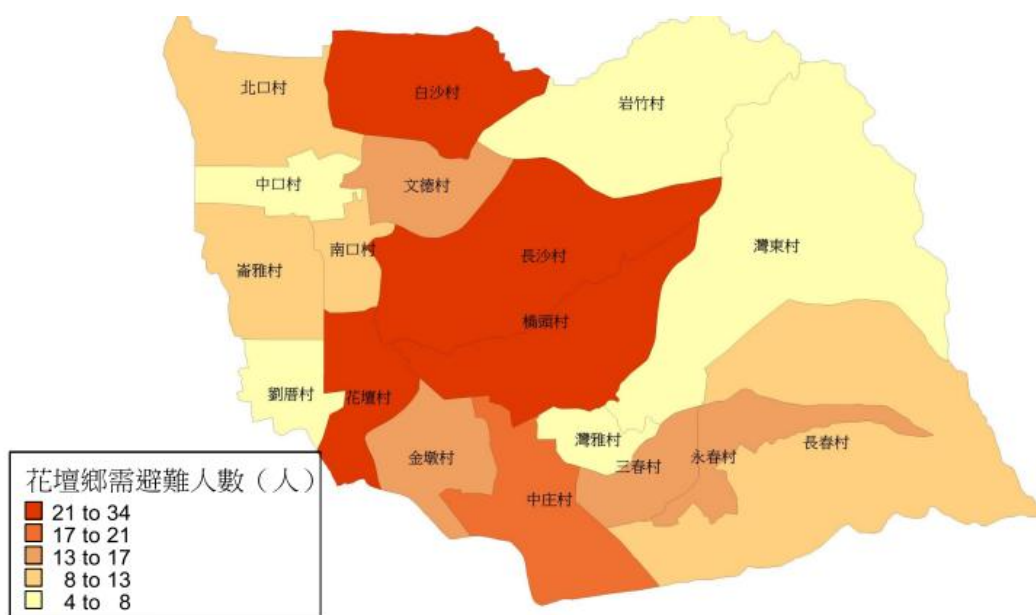 北口村
白沙村
岩竹村
中口村
文德村
南口村
長沙村
灣東村
崙雅村
橋頭村
劉厝村
花壇村
灣雅村
金墩村
三春村
永春村
長春村
中庄村
花壇鄉需避難人數（人）
21 to 34
17 to 21
13 to 17
8 to 13
4 to 8